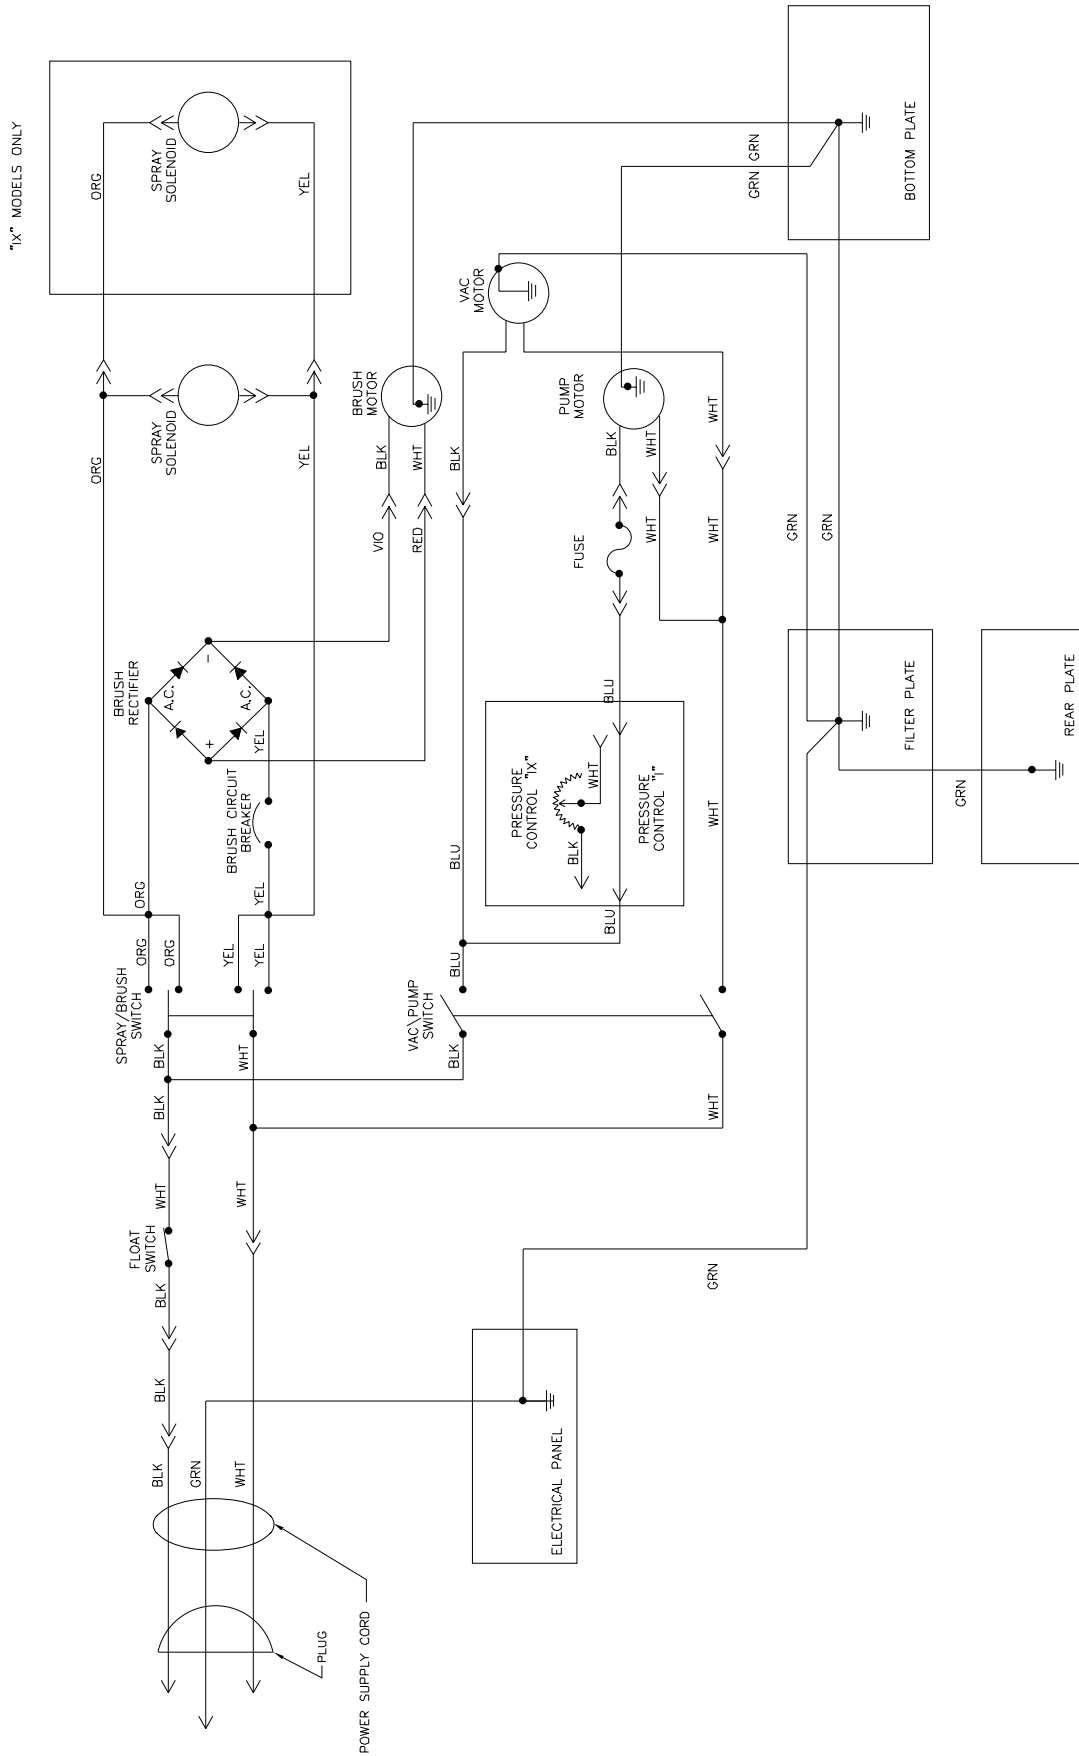 "IX" MODELS ONLY
ORG
SPRAY
SOLENOID
YEL
ORG
SPRAY
SOLENOID
YEL
BRUSH
MOTOR
BLK
WHT
VIO
RED
VAC
MOTOR
BLK
PUMP
MOTOR
BLK
WHT
WHT
WHT
WHT
FUSE
GRN
GRN
BOTTOM PLATE
GRN
GRN
BRUSH
RECTIFIER
A.C.
A.C.
–
+
YEL
BRUSH CIRCUIT
BREAKER
ORG
YEL
ORG
ORG
YEL
YEL
SPRAY/BRUSH
SWITCH
BLK
WHT
BLU
BLU
PRESSURE
CONTROL "IX"
BLK
WHT
PRESSURE
CONTROL "I"
BLU
BLU
WHT
VAC\PUMP
SWITCH
BLK
WHT
FILTER PLATE
GRN
REAR PLATE
BLK
WHT
WHT
FLOAT
SWITCH
BLK
BLK
BLK
GRN
WHT
GRN
ELECTRICAL PANEL
PLUG
POWER SUPPLY CORD